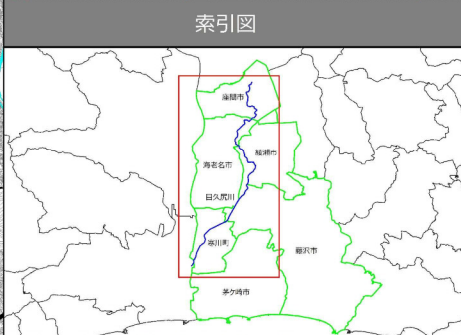 索引図
座間市
綾瀬市
海老名市
目久尻川
寒川町
藤沢市
茅ケ崎市